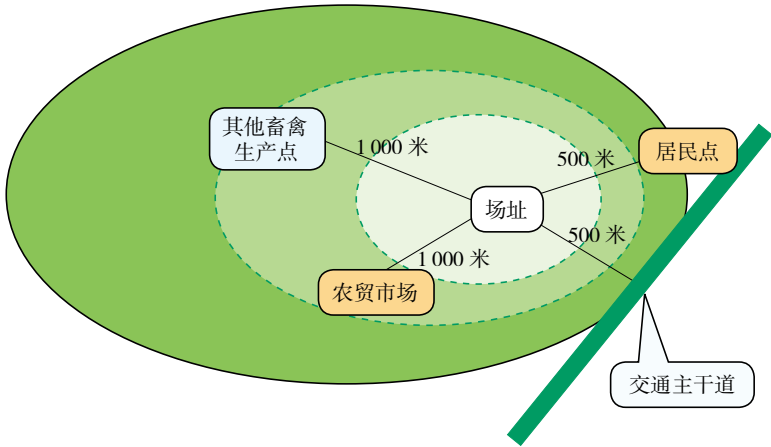 其他畜禽
生产点
1 000 米
500 米
居民点
场址
500 米
1 000 米
农贸市场
交通主干道